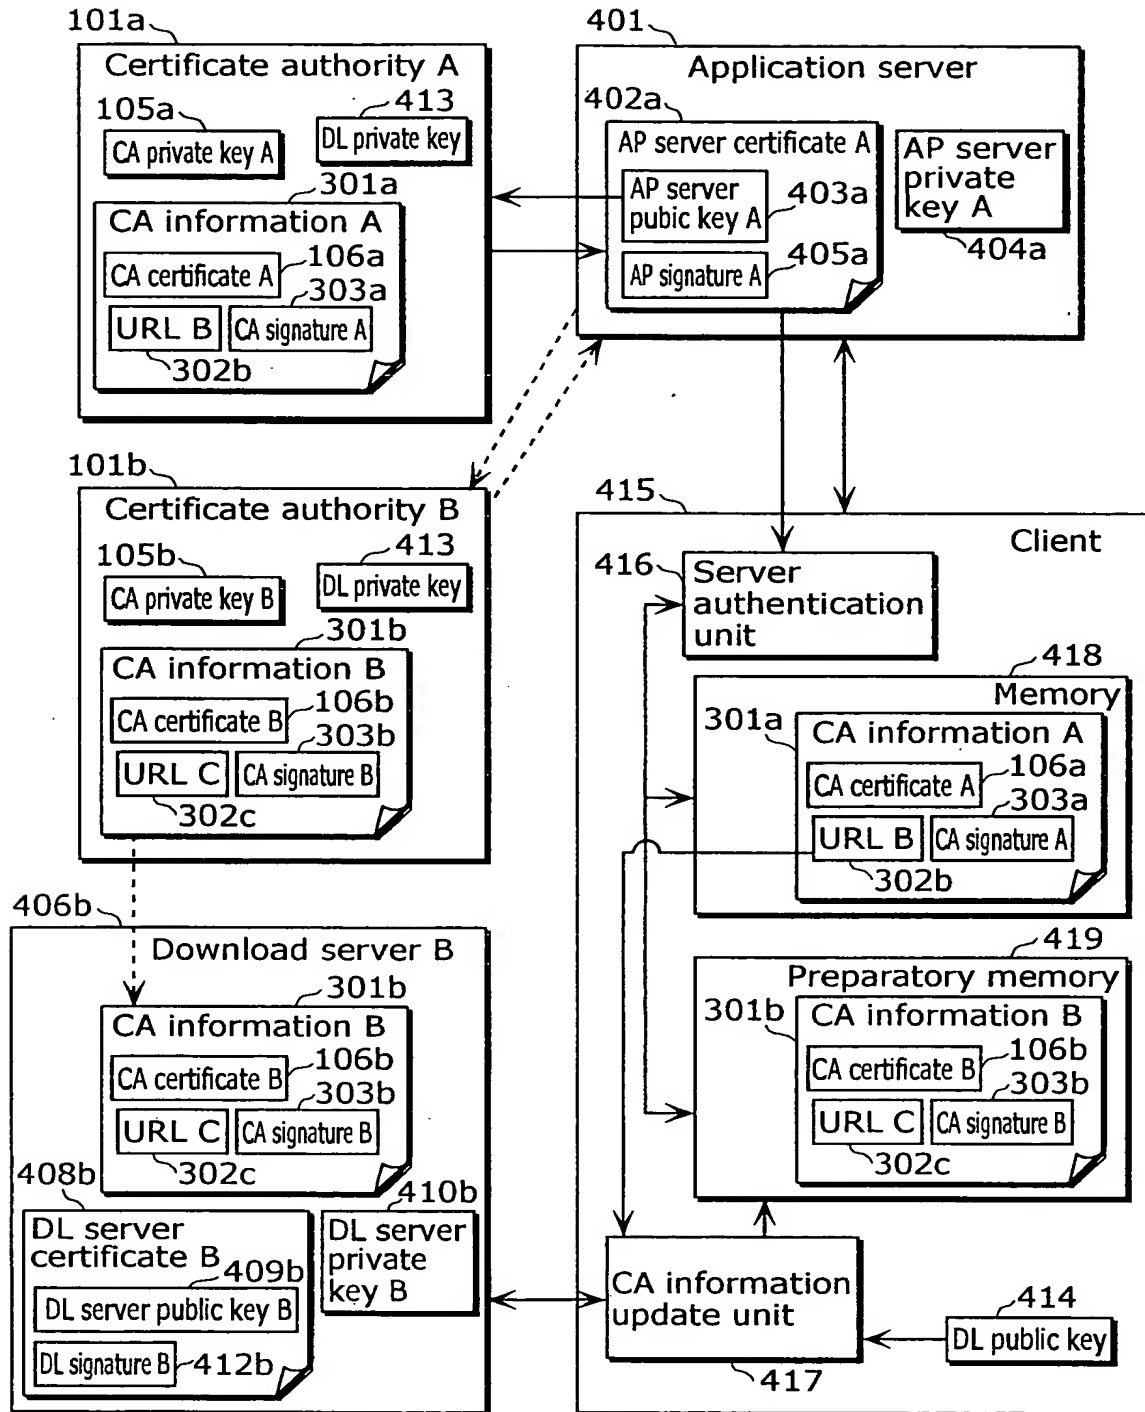 101a
Certificate authority A
105a
413
CA private key A
DL private key
301a
CA information A
106a
CA certificate A
303a
URL B
CA signature A
302b
401
Application server
402a
AP server certificate A
AP server
pubic key A
403a
405a
AP signature A
AP server
private
key A
404a
101b
Certificate authority B
105b
413
CA private key B
DL private key
301b
CA information B
106b
CA certificate B
303b
URL C
CA signature B
302c
406b
Download server B
301b
CA information B
106b
CA certificate B
303b
URL C
CA signature B
302c
408b
410b
DL server
certificate B
409b
DL server public key B
DL signature B
412b
DL server
private
key B
415
Client
416
Server
authentication
unit
418
Memory
301a
CA information A
106a
CA certificate A
303a
URL B
CA signature A
302b
419
Preparatory memory
301b
CA information B
106b
CA certificate B
303b
URL C
CA signature B
302c
CA information
update unit
417
414
DL public key